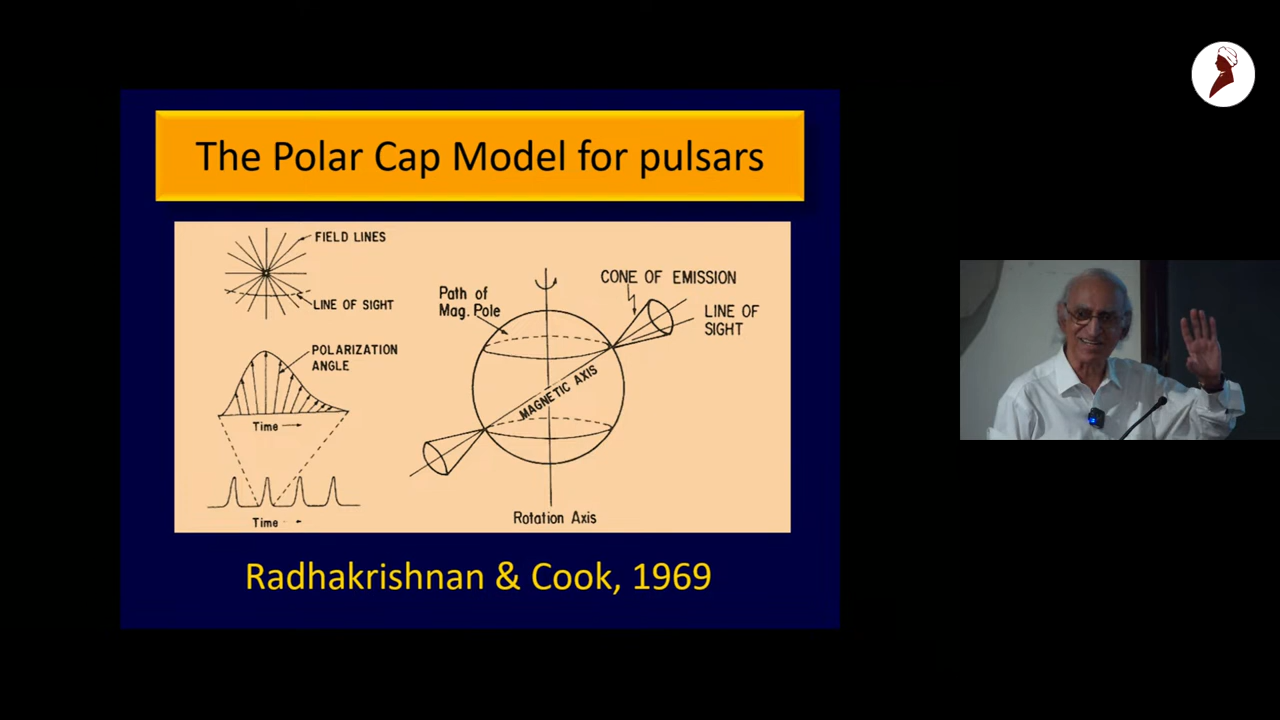 The Polar Cap Model for pulsars
FIELD LINES
LINE OF SIGHT
POLARIZATION
ANGLE
Time
Time
Path of
Mag. Pole
CONE OF EMISSION
LINE OF
SIGHT
MAGNETIC AXIS
Rotation Axis
Radhakrishnan & Cook, 1969